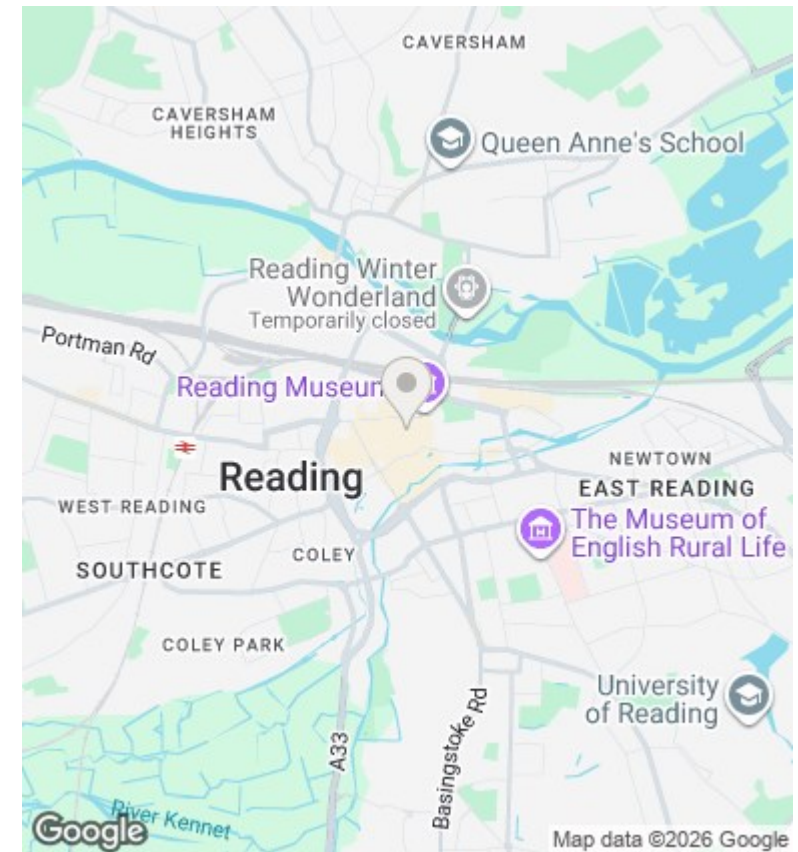 CAVERSHAM
CAVERSHAM
HEIGHTS
Queen Anne's School
Reading Winter
Wonderland
Temporarily closed
Portman Rd
Reading Museum
Reading
NEWTOWN
EAST READING
WEST READING
The Museum of
English Rural Life
COLEY
SOUTHCOTE
COLEY PARK
University
of Reading
A33
Basingstoke Rd
River Kennet
Google
Map data ©2026 Google